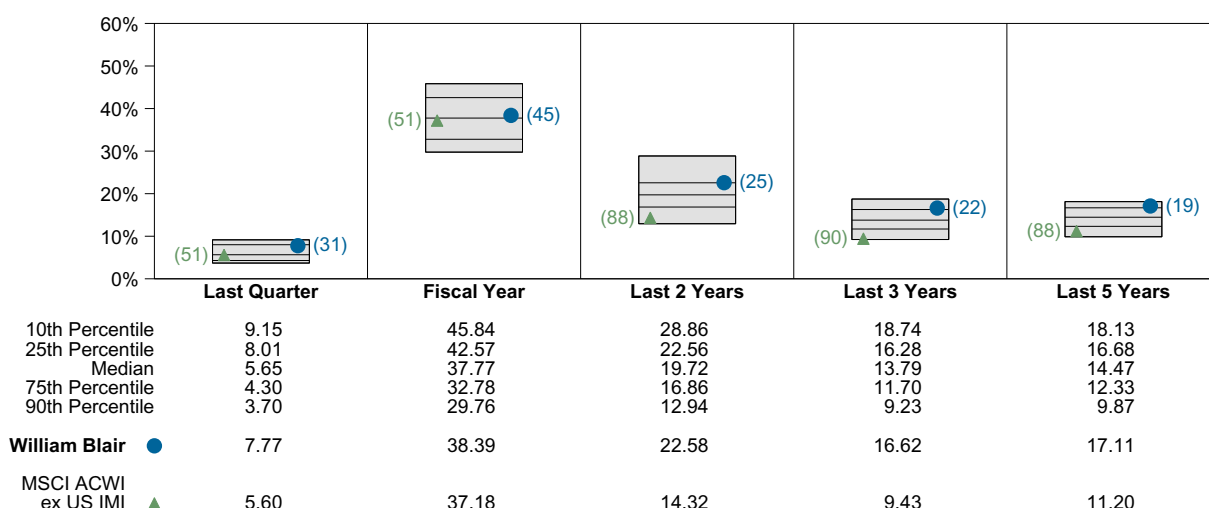 60%
50%
40%
30%
20%
10%
0%
(51) (31)
(51) (45)
(88) (25)
(90) (22)
(88) (19)
Last Quarter Fiscal Year Last 2 Years Last 3 Years Last 5 Years
10th Percentile 9.15 45.84 28.86 18.74 18.13
25th Percentile 8.01 42.57 22.56 16.28 16.68
Median 5.65 37.77 19.72 13.79 14.47
75th Percentile 4.30 32.78 16.86 11.70 12.33
90th Percentile 3.70 29.76 12.94 9.23 9.87
William Blair 7.77 38.39 22.58 16.62 17.11
MSCI ACWI
ex US IMI 5.60 37.18 14.32 9.43 11.20